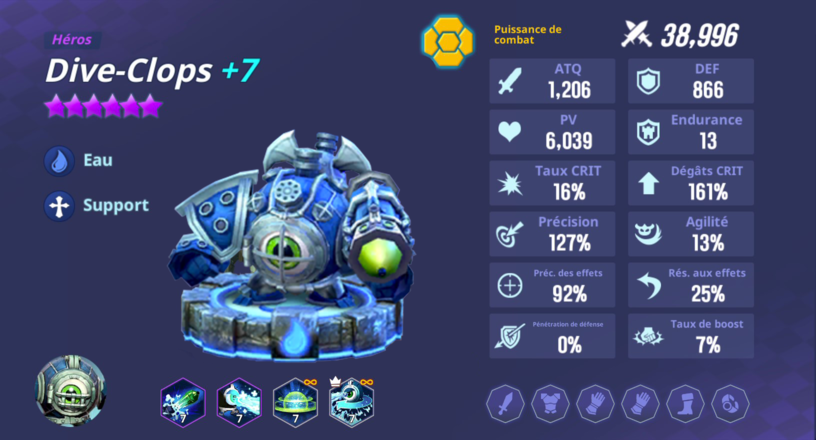 Héros
Dive-Clops +7
Eau
Support
Puissance de
combat
38,996
ATQ
1,206
DEF
866
PV
6,039
Endurance
13
Taux CRIT
16%
Dégâts CRIT
161%
Précision
127%
Agilité
13%
Préc. des effets
92%
Rés. aux effets
25%
Pénétration de défense
0%
Taux de boost
7%
7
7
7
7